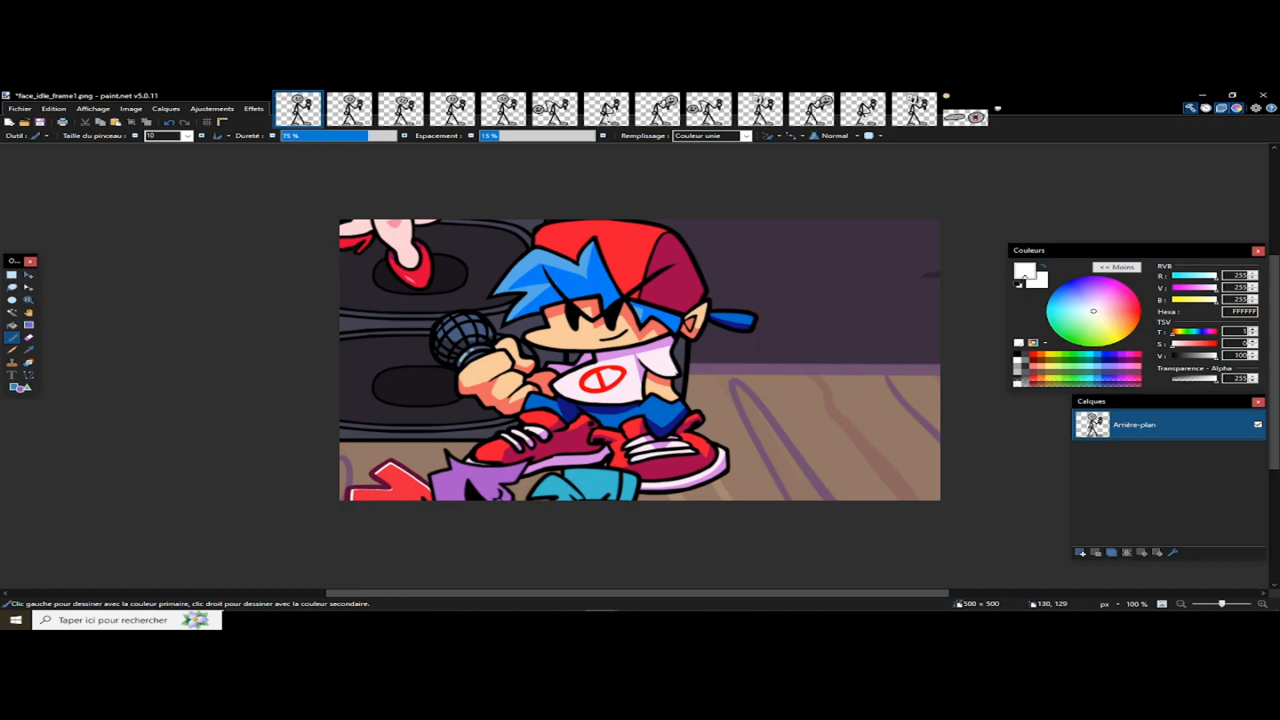 *face_idle_frame1.png - paint.net v5.0.11
Fichier Edition Affichage Image Calques Ajustements Effets
Outil : Taille du pinceau : 10 Dureté : 75 % Espacement : 15 % Remplissage : Couleur unie Normal
O...
Couleurs
<< Moins
RVB
R : 255
V : 255
B : 255
Hexa : FFFFFF
TSV
T : 1
S : 0
V : 100
Transparence - Alpha
255
Calques
Arrière-plan
Clic gauche pour dessiner avec la couleur primaire, clic droit pour dessiner avec la couleur secondaire.
500 × 500 130, 129 px 100 %
Taper ici pour rechercher